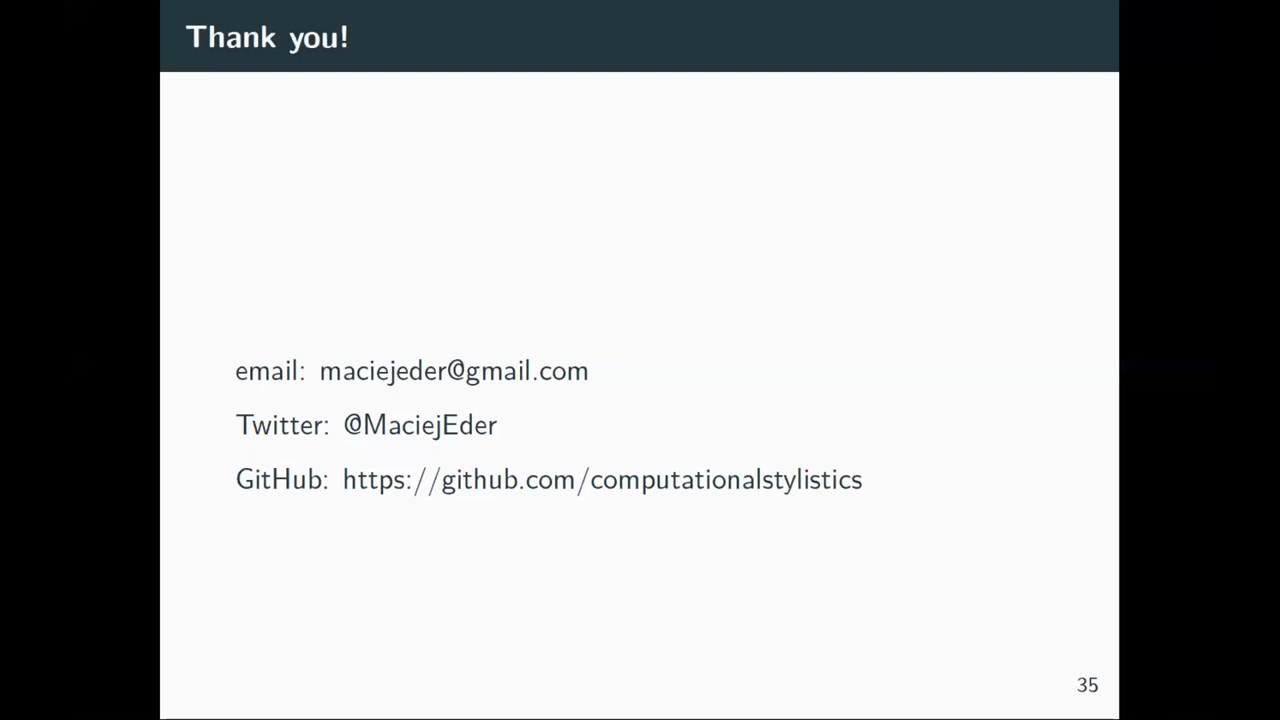 Thank you!
email: maciejeder@gmail.com
Twitter: @MaciejEder
GitHub: https://github.com/computationalstylistics
35